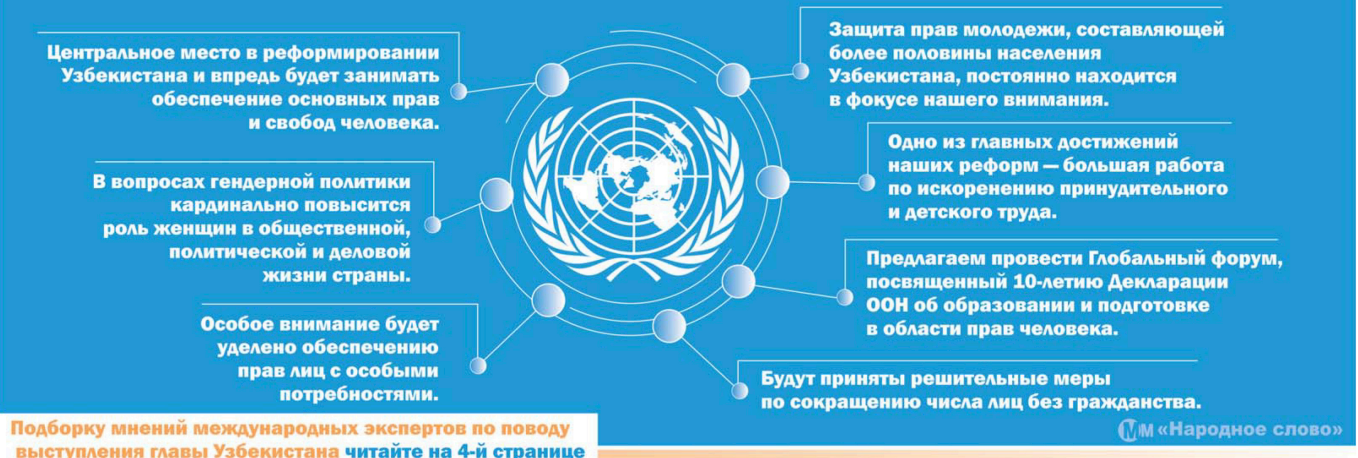 Центральное место в реформировании
Узбекистана и впредь будет занимать
обеспечение основных прав
и свобод человека.
В вопросах гендерной политики
кардинально повысится
роль женщин в общественной,
политической и деловой
жизни страны.
Особое внимание будет
уделено обеспечению
прав лиц с особыми
потребностями.
Защита прав молодежи, составляющей
более половины населения
Узбекистана, постоянно находится
в фокусе нашего внимания.
Одно из главных достижений
наших реформ — большая работа
по искоренению принудительного
и детского труда.
Предлагаем провести Глобальный форум,
посвященный 10-летию Декларации
ООН об образовании и подготовке
в области прав человека.
Будут приняты решительные меры
по сокращению числа лиц без гражданства.
«Народное слово»
Подборку мнений международных экспертов по поводу
выступления главы Узбекистана читайте на 4-й странице